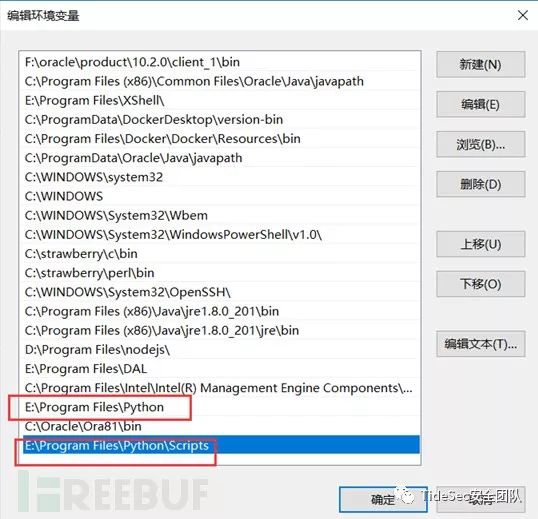 编辑环境变量
F:\oracle\product\10.2.0\client_1\bin
C:\Program Files (x86)\Common Files\Oracle\Java\javapath
E:\Program Files\XShell\
C:\ProgramData\DockerDesktop\version-bin
C:\Program Files\Docker\Docker\Resources\bin
C:\ProgramData\Oracle\Java\javapath
C:\WINDOWS\system32
C:\WINDOWS
C:\WINDOWS\System32\Wbem
C:\WINDOWS\System32\WindowsPowerShell\v1.0\
C:\strawberry\c\bin
C:\strawberry\perl\bin
C:\WINDOWS\System32\OpenSSH\
C:\Program Files (x86)\Java\jre1.8.0_201\bin
C:\Program Files (x86)\Java\jre1.8.0_201\jre\bin
D:\Program Files\nodejs\
E:\Program Files\DAL
C:\Program Files\Intel\Intel(R) Management Engine Components\...
E:\Program Files\Python
C:\Oracle\Ora81\bin
E:\Program Files\Python\Scripts
新建(N)
编辑(E)
浏览(B)...
删除(D)
上移(U)
下移(O)
编辑文本(T)...
确定
取消
FREEBUF
TideSec安全团队